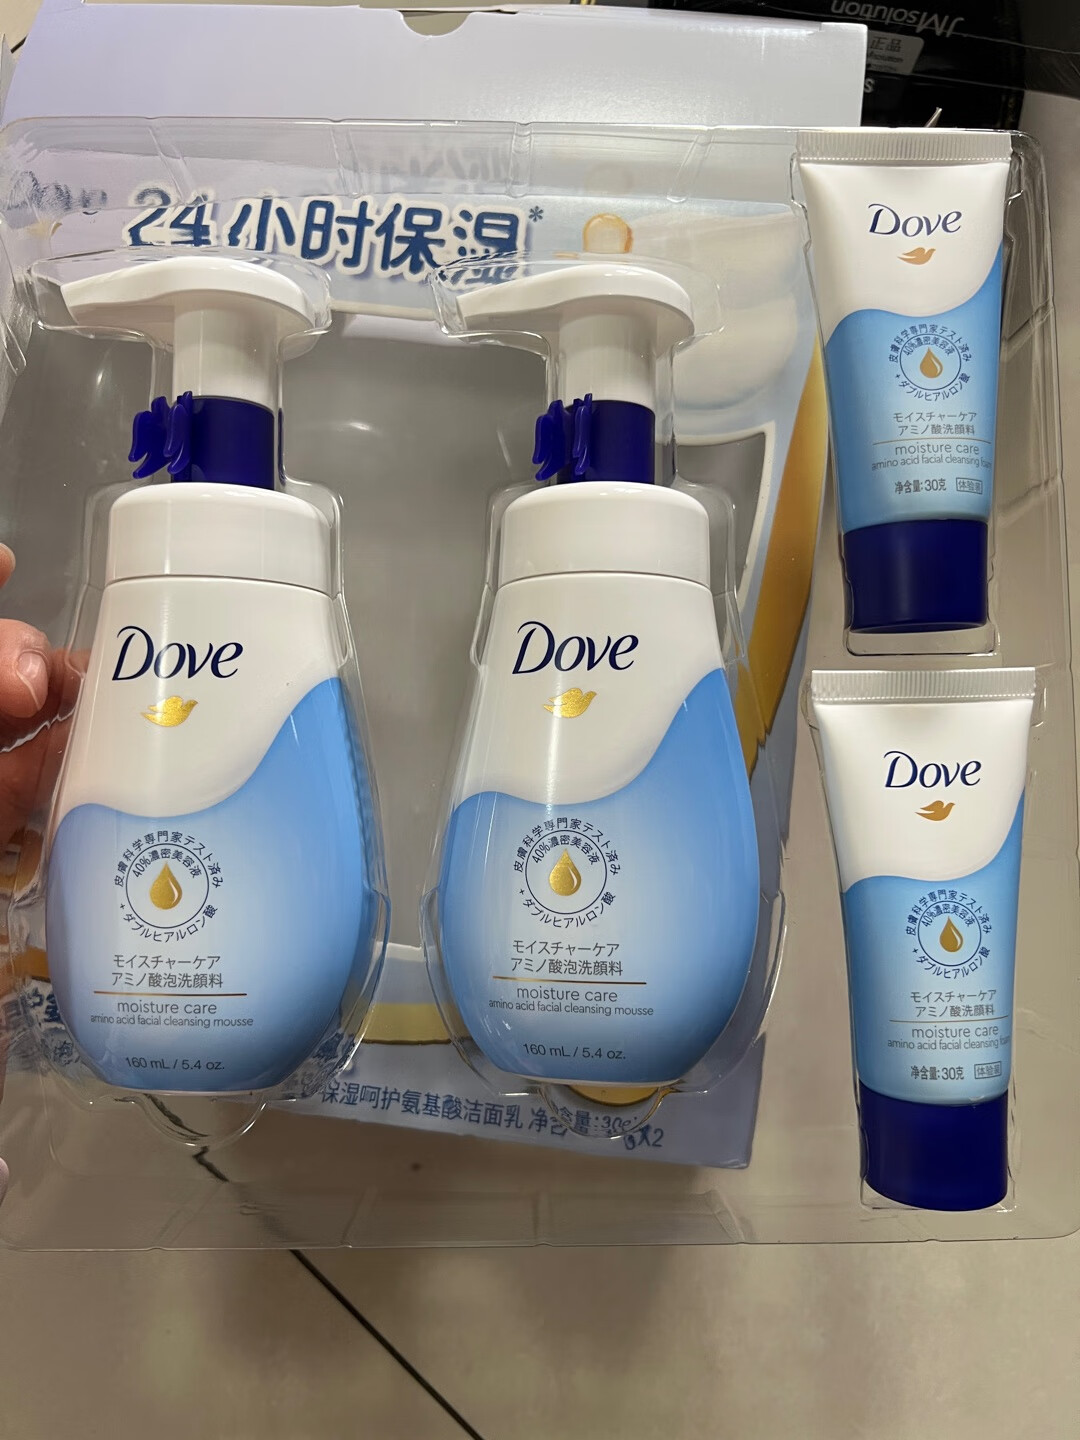 JMsolution
正品
24小时保湿*
Dove
皮膚科学専門家テスト済み
40%濃密美容液
+ダブルヒアルロン酸
モイスチャーケア
アミノ酸泡洗顔料
moisture care
amino acid facial cleansing mousse
160 mL / 5.4 oz.
Dove
皮膚科学専門家テスト済み
40%濃密美容液
+ダブルヒアルロン酸
モイスチャーケア
アミノ酸泡洗顔料
moisture care
amino acid facial cleansing mousse
160 mL / 5.4 oz.
Dove
皮膚科学専門家テスト済み
40%濃密美容液
+ダブルヒアルロン酸
モイスチャーケア
アミノ酸洗顔料
moisture care
amino acid facial cleansing foam
净含量:30克 体验装
Dove
皮膚科学専門家テスト済み
40%濃密美容液
+ダブルヒアルロン酸
モイスチャーケア
アミノ酸洗顔料
moisture care
amino acid facial cleansing foam
净含量:30克 体验装
保湿呵护氨基酸洁面乳 净含量:30克X2